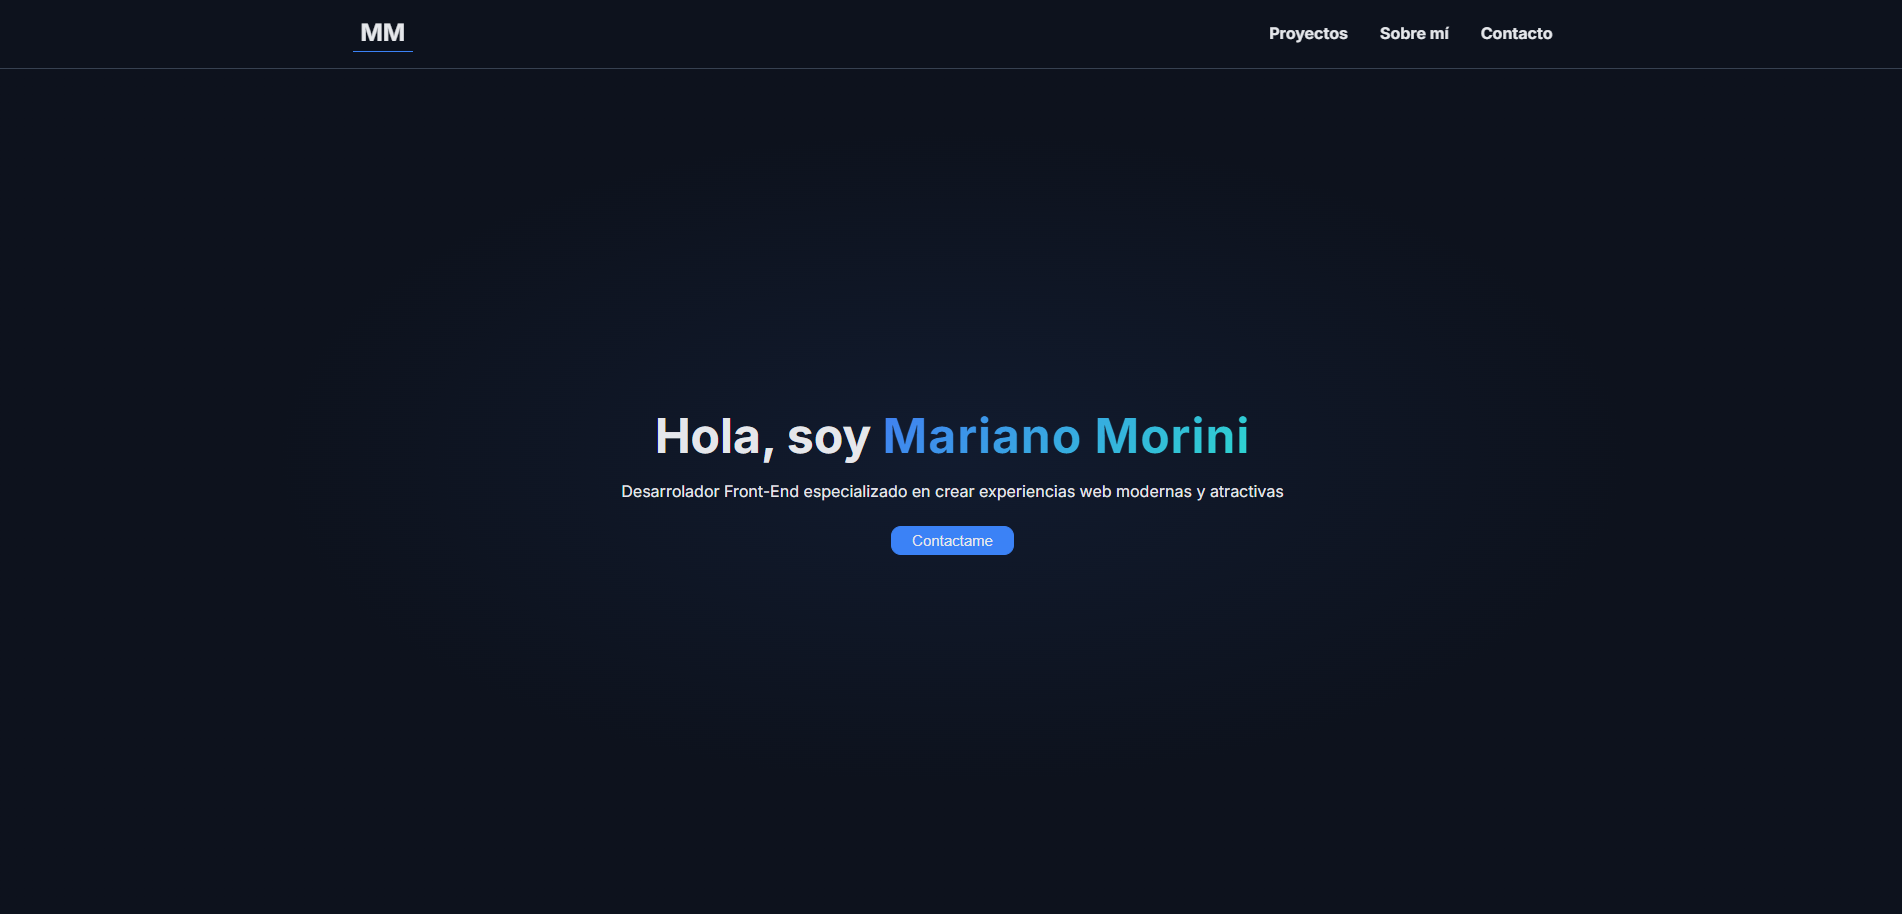 MM
Proyectos Sobre mí Contacto
Hola, soy Mariano Morini
Desarrolador Front-End especializado en crear experiencias web modernas y atractivas
Contactame